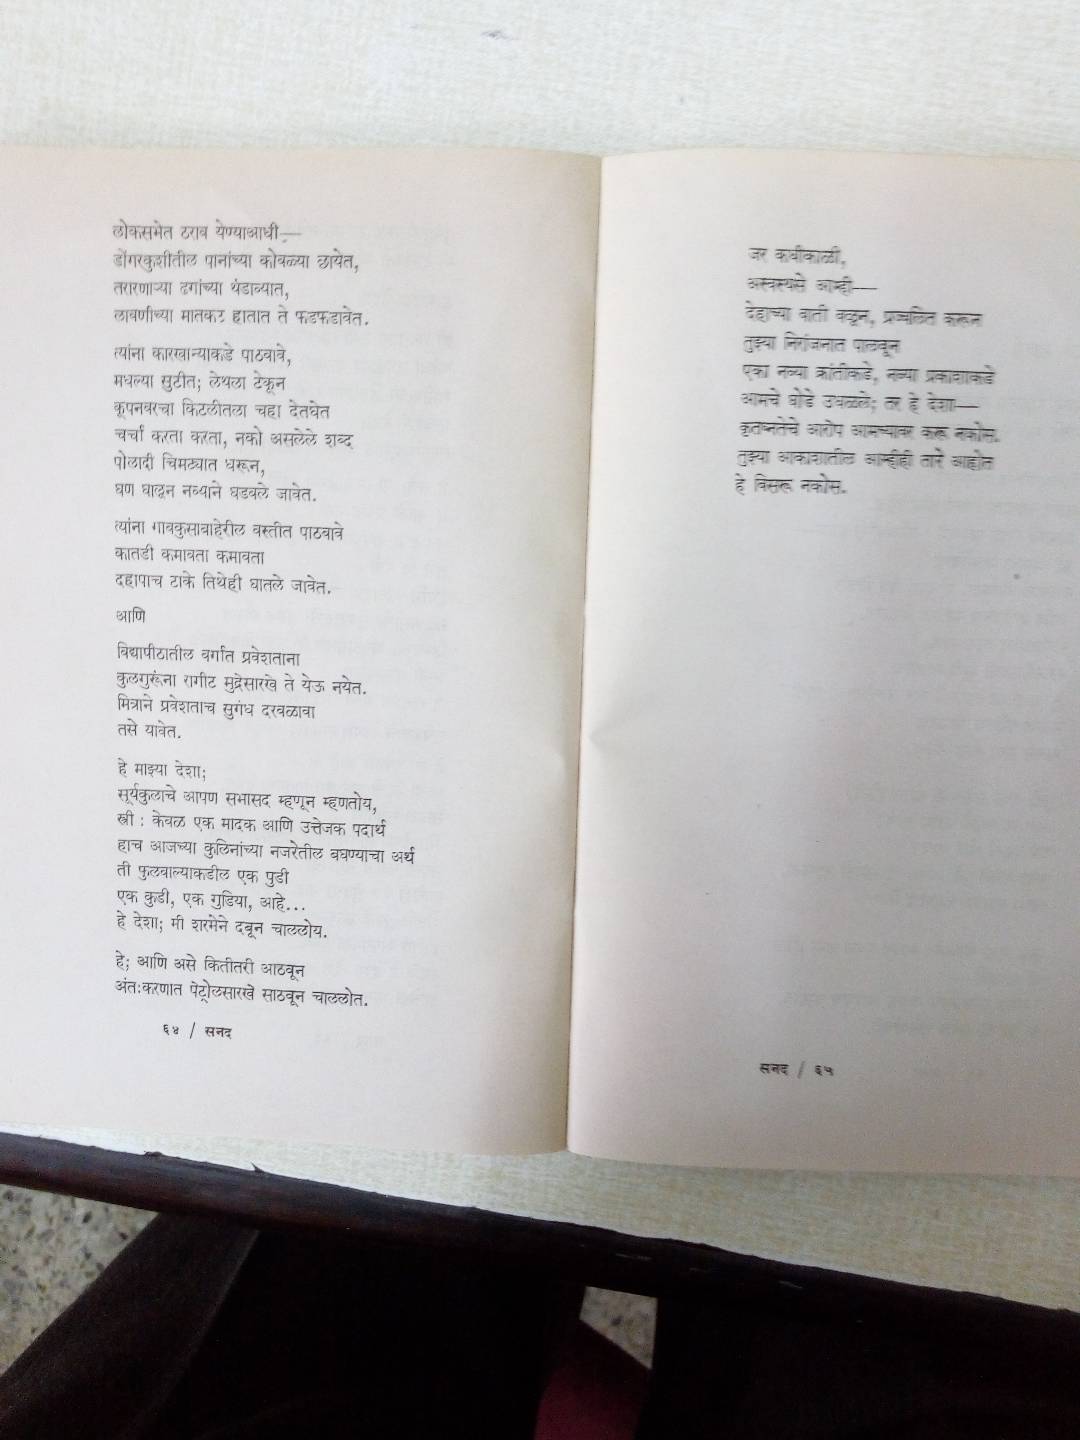 लोकसभेत ठराव येण्याआधी—
डोंगरकुशीतील पानांच्या कोवळ्या छायेत,
तरारणाऱ्या ढगांच्या थंडाव्यात,
लावणीच्या मातकट हातात ते फडफडावेत.
त्यांना कारखान्याकडे पाठवावे,
मधल्या सुटीत; लेथला टेकून
कूपनवरचा किटलीतला चहा देतघेत
चर्चा करता करता, नको असलेले शब्द
पोलादी चिमट्यात धरून,
घण घालून नव्याने घडवले जावेत.
त्यांना गावकुसाबाहेरील वस्तीत पाठवावे
कातडी कमावता कमावता
दहापाच टाके तिथेही घातले जावेत.
आणि
विद्यापीठातील वर्गात प्रवेशताना
कुलगुरूंना रागीट मुद्रेसारखे ते येऊ नयेत.
मित्राने प्रवेशताच सुगंध दरवळावा
तसे यावेत.
हे माझ्या देशा;
सूर्यकुलाचे आपण सभासद म्हणून म्हणतोय,
स्त्री : केवळ एक मादक आणि उत्तेजक पदार्थ
हाच आजच्या कुलिनांच्या नजरेतील बघण्याचा अर्थ
ती फुलवाल्याकडील एक पुडी
एक कुडी, एक गुडिया, आहे...
हे देशा; मी शरमेने दबून चाललोय.
हे; आणि असे कितीतरी आठवून
अंतःकरणात पेट्रोलसारखे साठवून चाललोत.
६४ / सनद
जर कधीकाळी,
अस्वस्थसे आम्ही—
देहाच्या वाती वळून, प्रज्वलित करून
तुझ्या निरांजनात पालवून
एका नव्या क्रांतीकडे, नव्या प्रकाशाकडे
आमचे घोडे उधळले; तर हे देशा—
कृतघ्नतेचे आरोप आमच्यावर करू नकोस.
तुझ्या आकाशातील आम्हीही तारे आहोत
हे विसरू नकोस.
सनद / ६५